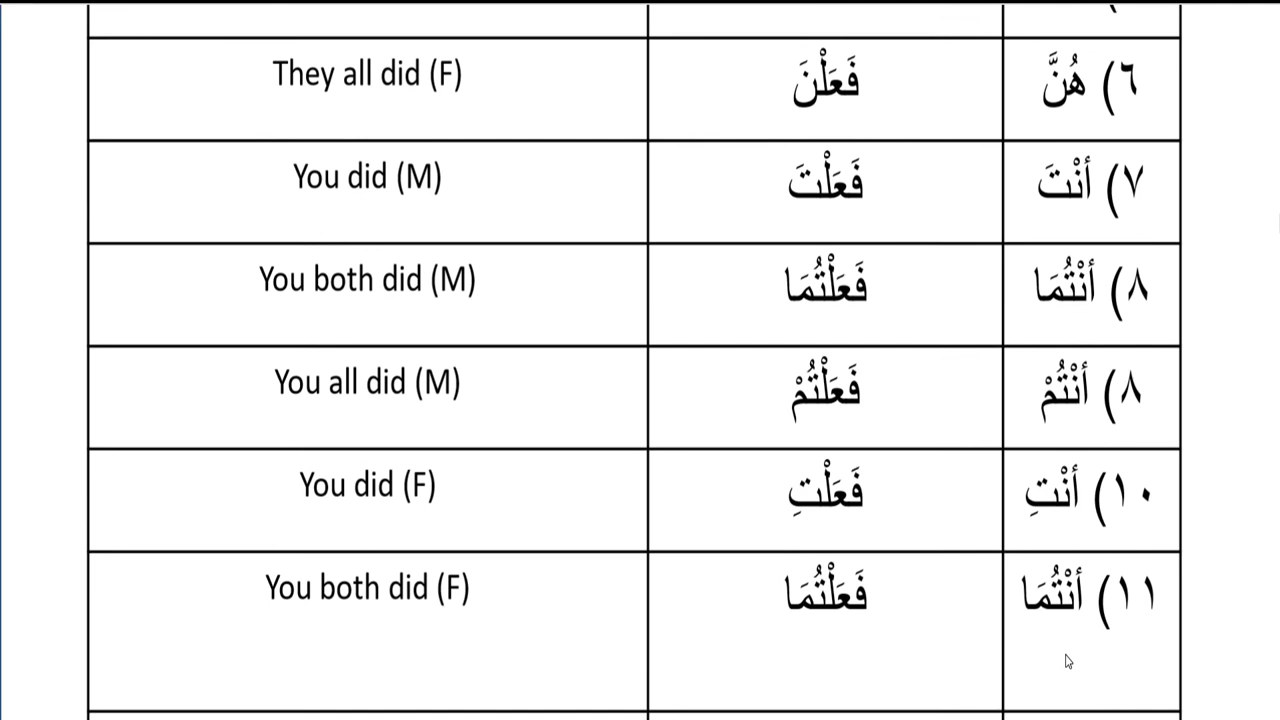 They all did (F) فَعَلْنَ ٦) هُنَّ
You did (M) فَعَلْتَ ٧) أنْتَ
You both did (M) فَعَلْتُمَا ٨) أنْتُمَا
You all did (M) فَعَلْتُمْ ٨) أنْتُمْ
You did (F) فَعَلْتِ ١٠) أنْتِ
You both did (F) فَعَلْتُمَا ١١) أنْتُمَا